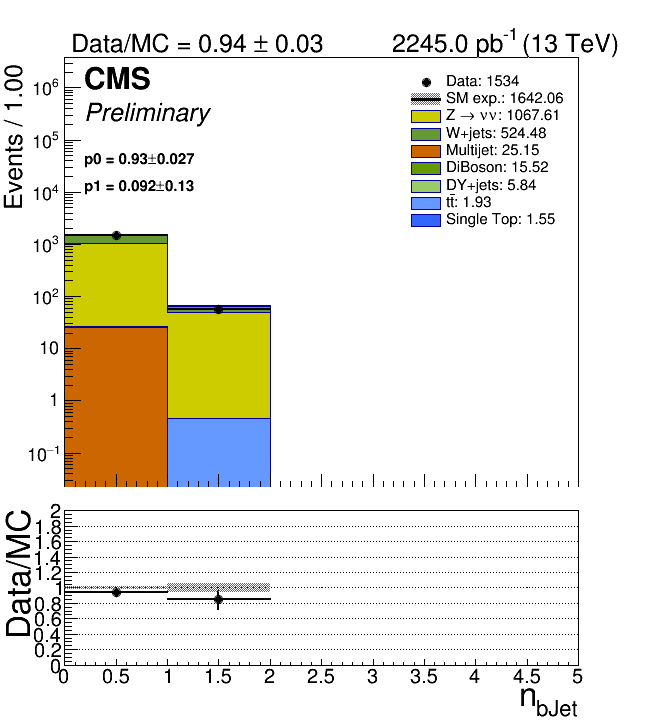 Data/MC = 0.94 ± 0.03 2245.0 pb⁻¹ (13 TeV)
Events / 1.00
CMS
Preliminary
p0 = 0.93±0.027
p1 = 0.092±0.13
Data: 1534
SM exp.: 1642.06
Z → νν: 1067.61
W+jets: 524.48
Multijet: 25.15
DiBoson: 15.52
DY+jets: 5.84
tt̄: 1.93
Single Top: 1.55
10⁶
10⁵
10⁴
10³
10²
10
1
10⁻¹
Data/MC
2
1.8
1.6
1.4
1.2
1
0.8
0.6
0.4
0.2
0
0 0.5 1 1.5 2 2.5 3 3.5 4 4.5 5
n_bJet